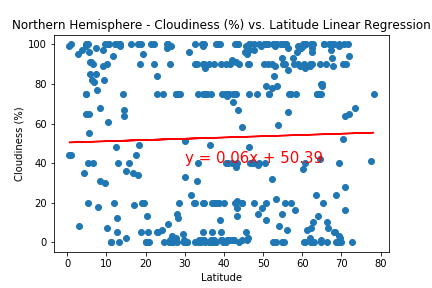 Northern Hemisphere - Cloudiness (%) vs. Latitude Linear Regression
100
80
60
40
20
0
Cloudiness (%)
y = 0.06x + 50.39
0 10 20 30 40 50 60 70 80
Latitude